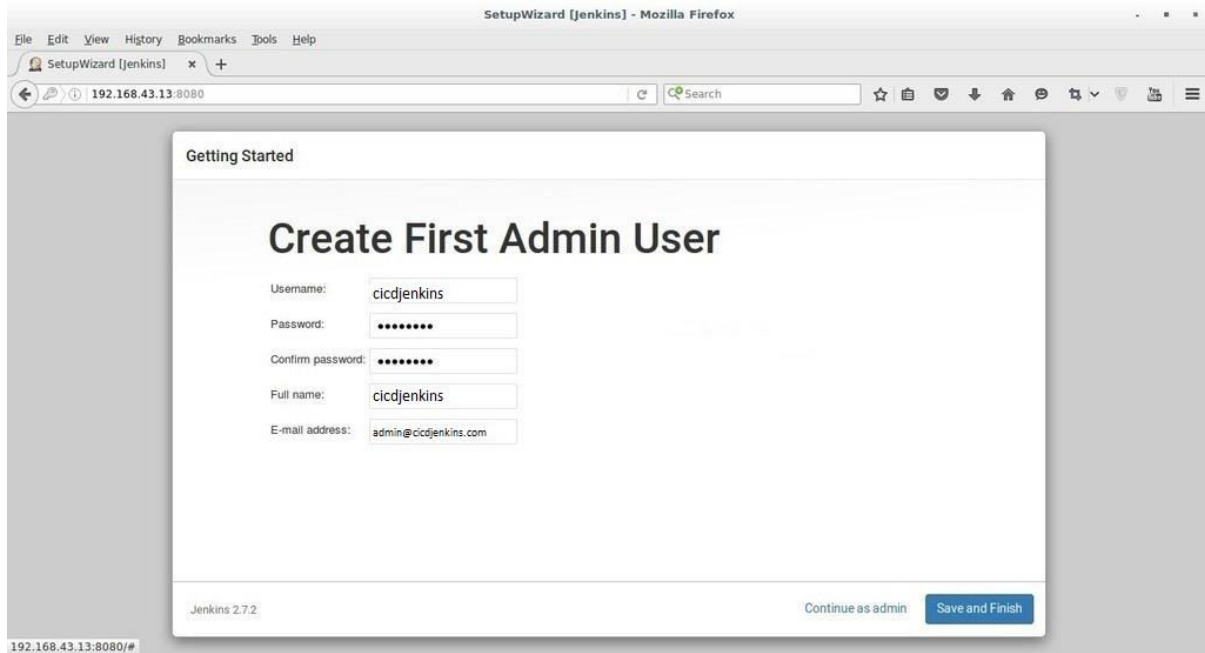 SetupWizard [Jenkins] - Mozilla Firefox
File Edit View History Bookmarks Tools Help
SetupWizard [Jenkins] × +
192.168.43.13:8080 Search
Getting Started
Create First Admin User
Username: cicdjenkins
Password: ••••••••
Confirm password: ••••••••
Full name: cicdjenkins
E-mail address: admin@cicdjenkins.com
Jenkins 2.7.2 Continue as admin Save and Finish
192.168.43.13:8080/#